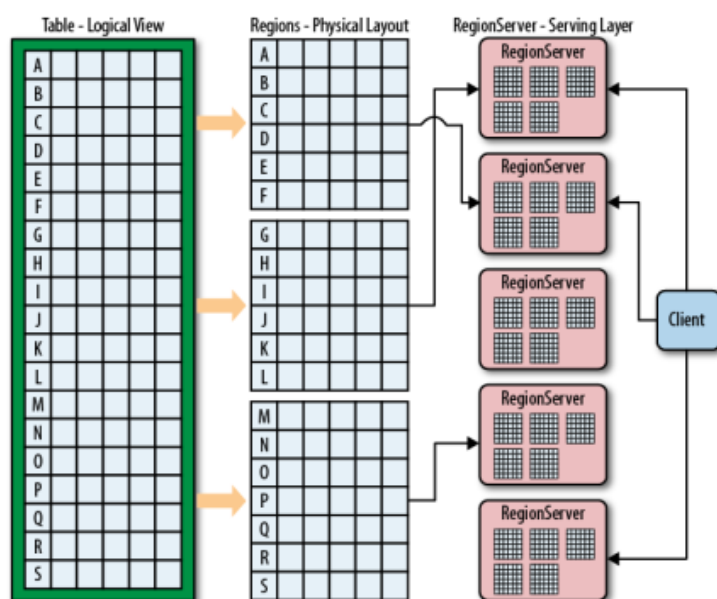 Table - Logical View
Regions - Physical Layout
RegionServer - Serving Layer
A
B
C
D
E
F
G
H
I
J
K
L
M
N
O
P
Q
R
S
A
B
C
D
E
F
G
H
I
J
K
L
M
N
O
P
Q
R
S
RegionServer
RegionServer
RegionServer
RegionServer
RegionServer
Client